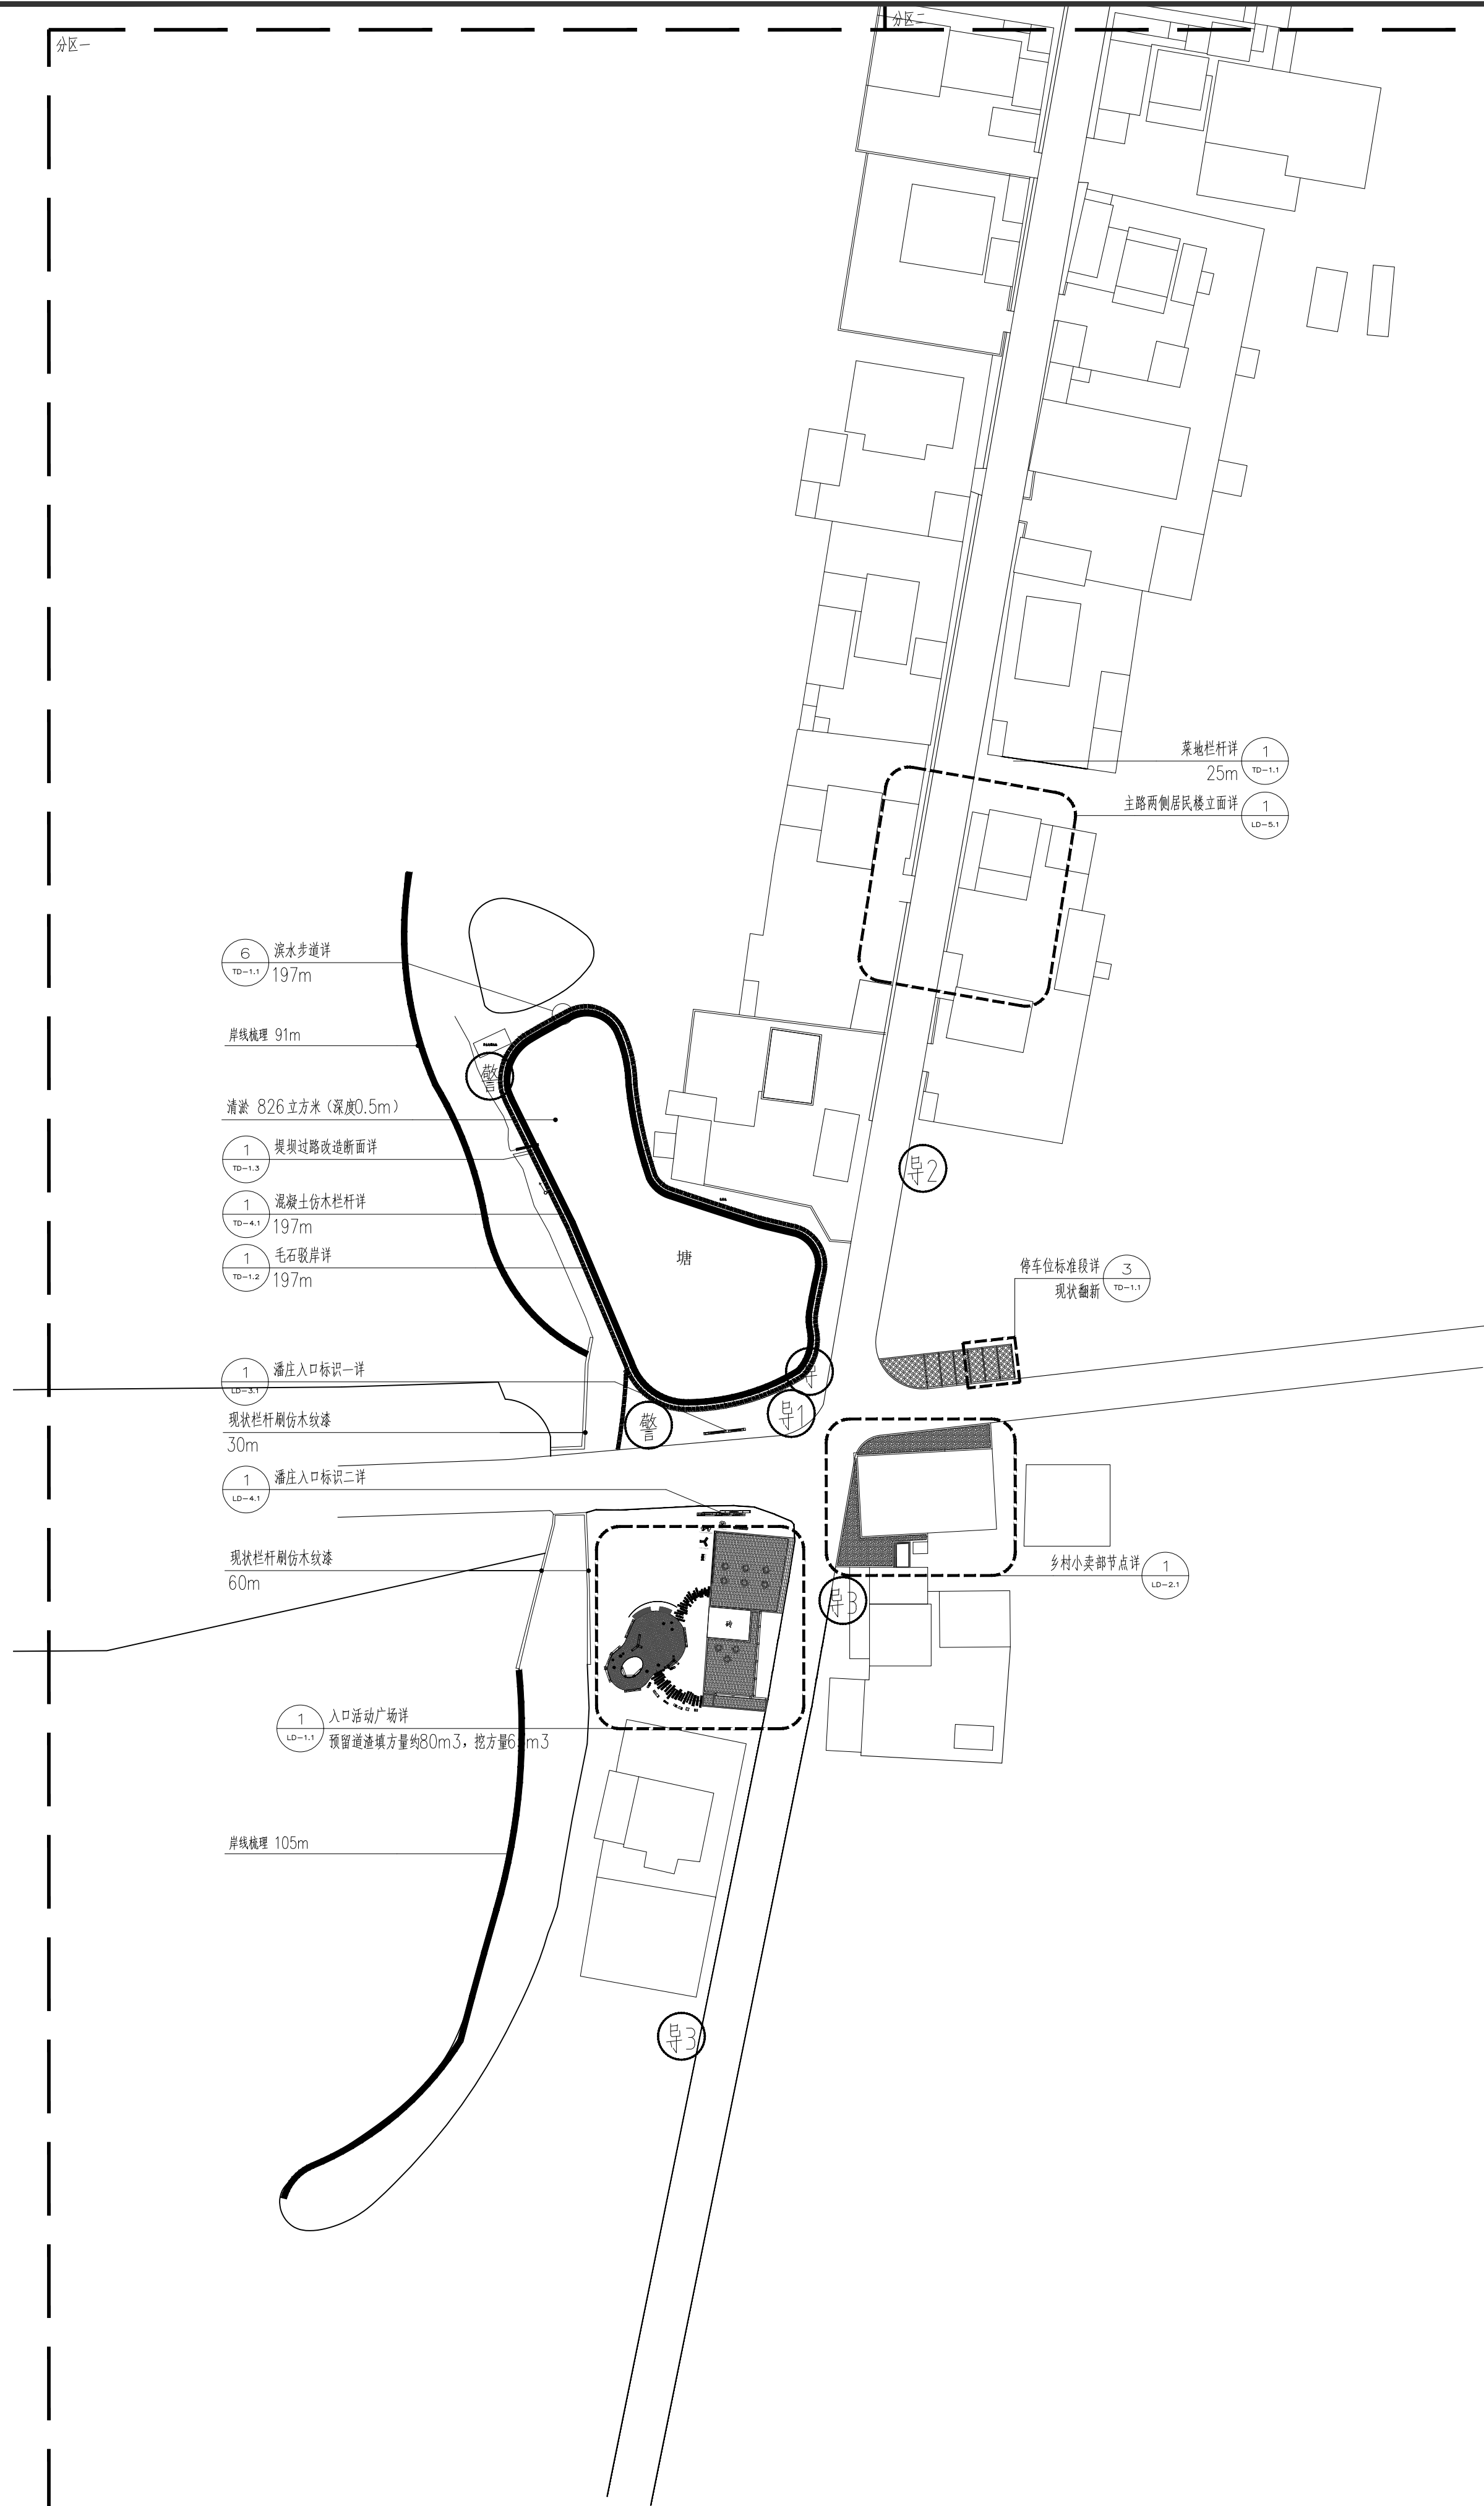 分区一
分区二
菜地栏杆详
25m
1
TD-1.1
主路两侧居民楼立面详
1
LD-5.1
6
TD-1.1
滨水步道详
197m
岸线梳理 91m
警
清淤 826立方米（深度0.5m）
1
TD-1.3
堤坝过路改造断面详
导2
1
TD-4.1
混凝土仿木栏杆详
197m
1
TD-1.2
毛石驳岸详
197m
塘
停车位标准段详
现状翻新
3
TD-1.1
1
LD-3.1
潘庄入口标识一详
导1
警
现状栏杆刷仿木纹漆
30m
1
LD-4.1
潘庄入口标识二详
现状栏杆刷仿木纹漆
60m
乡村小卖部节点详
1
LD-2.1
导3
砖
1
LD-1.1
入口活动广场详
预留道渣填方量约80m3，挖方量6
m3
岸线梳理 105m
导3